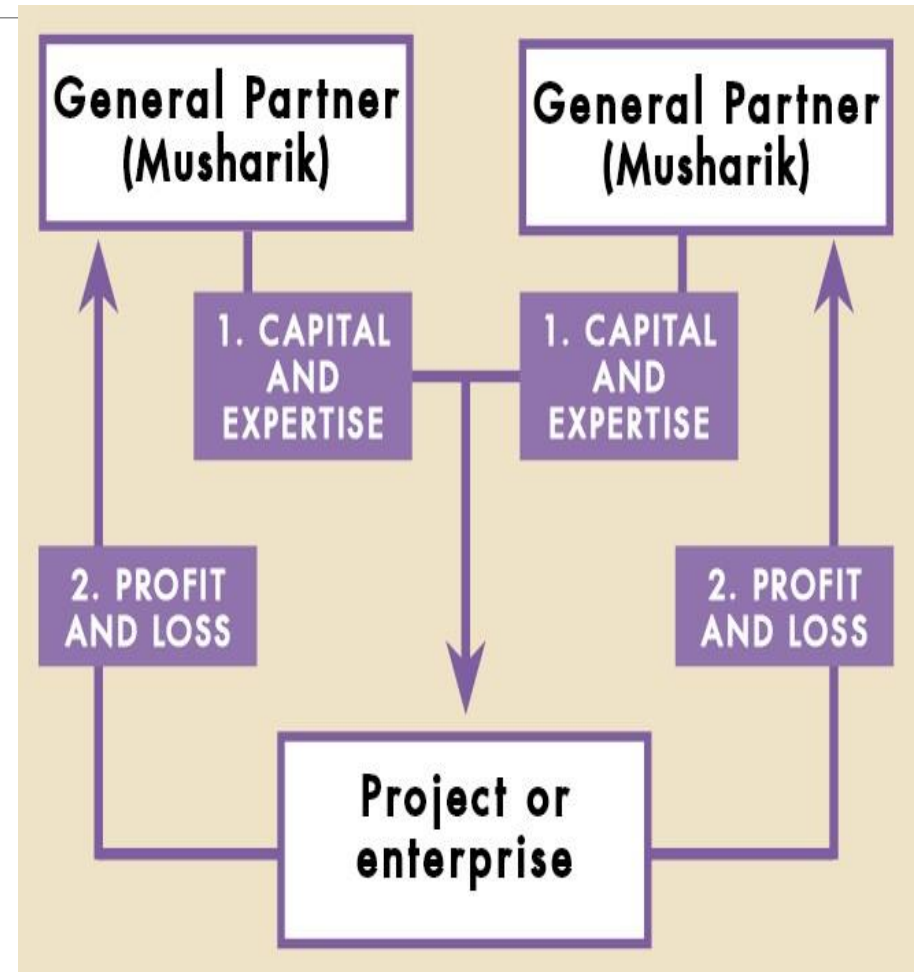 General Partner
(Musharik)
General Partner
(Musharik)
1. CAPITAL
AND
EXPERTISE
1. CAPITAL
AND
EXPERTISE
2. PROFIT
AND LOSS
2. PROFIT
AND LOSS
Project or
enterprise